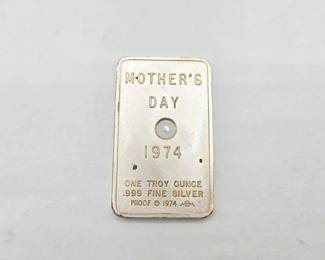 MOTHER'S
DAY
1974
ONE TROY OUNCE
.999 FINE SILVER
PROOF © 1974